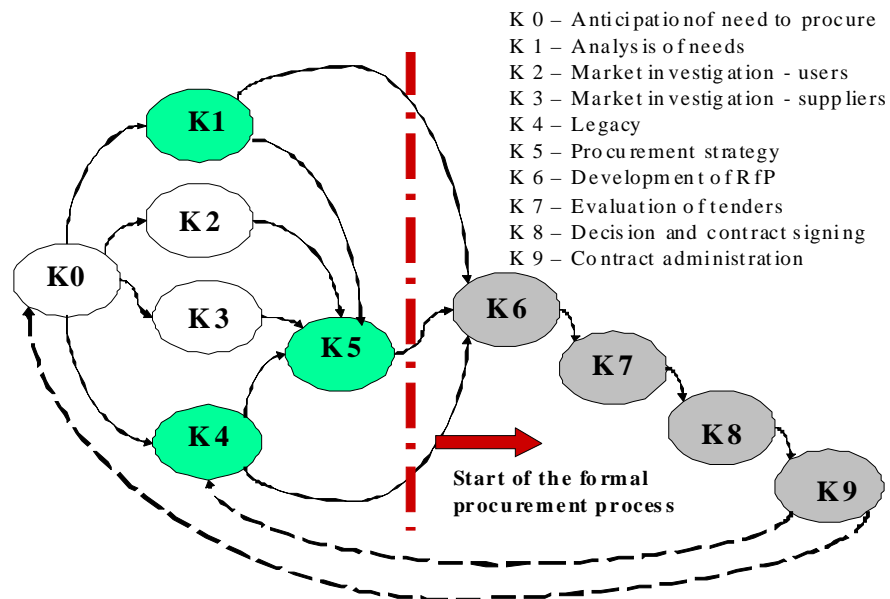 K 0 – Anticipation of need to procure
K 1 – Analysis of needs
K 2 – Market investigation - users
K 3 – Market investigation - suppliers
K 4 – Legacy
K 5 – Procurement strategy
K 6 – Development of RfP
K 7 – Evaluation of tenders
K 8 – Decision and contract signing
K 9 – Contract administration
K1
K2
K0
K3
K5
K4
K6
K7
K8
K9
Start of the formal
procurement process